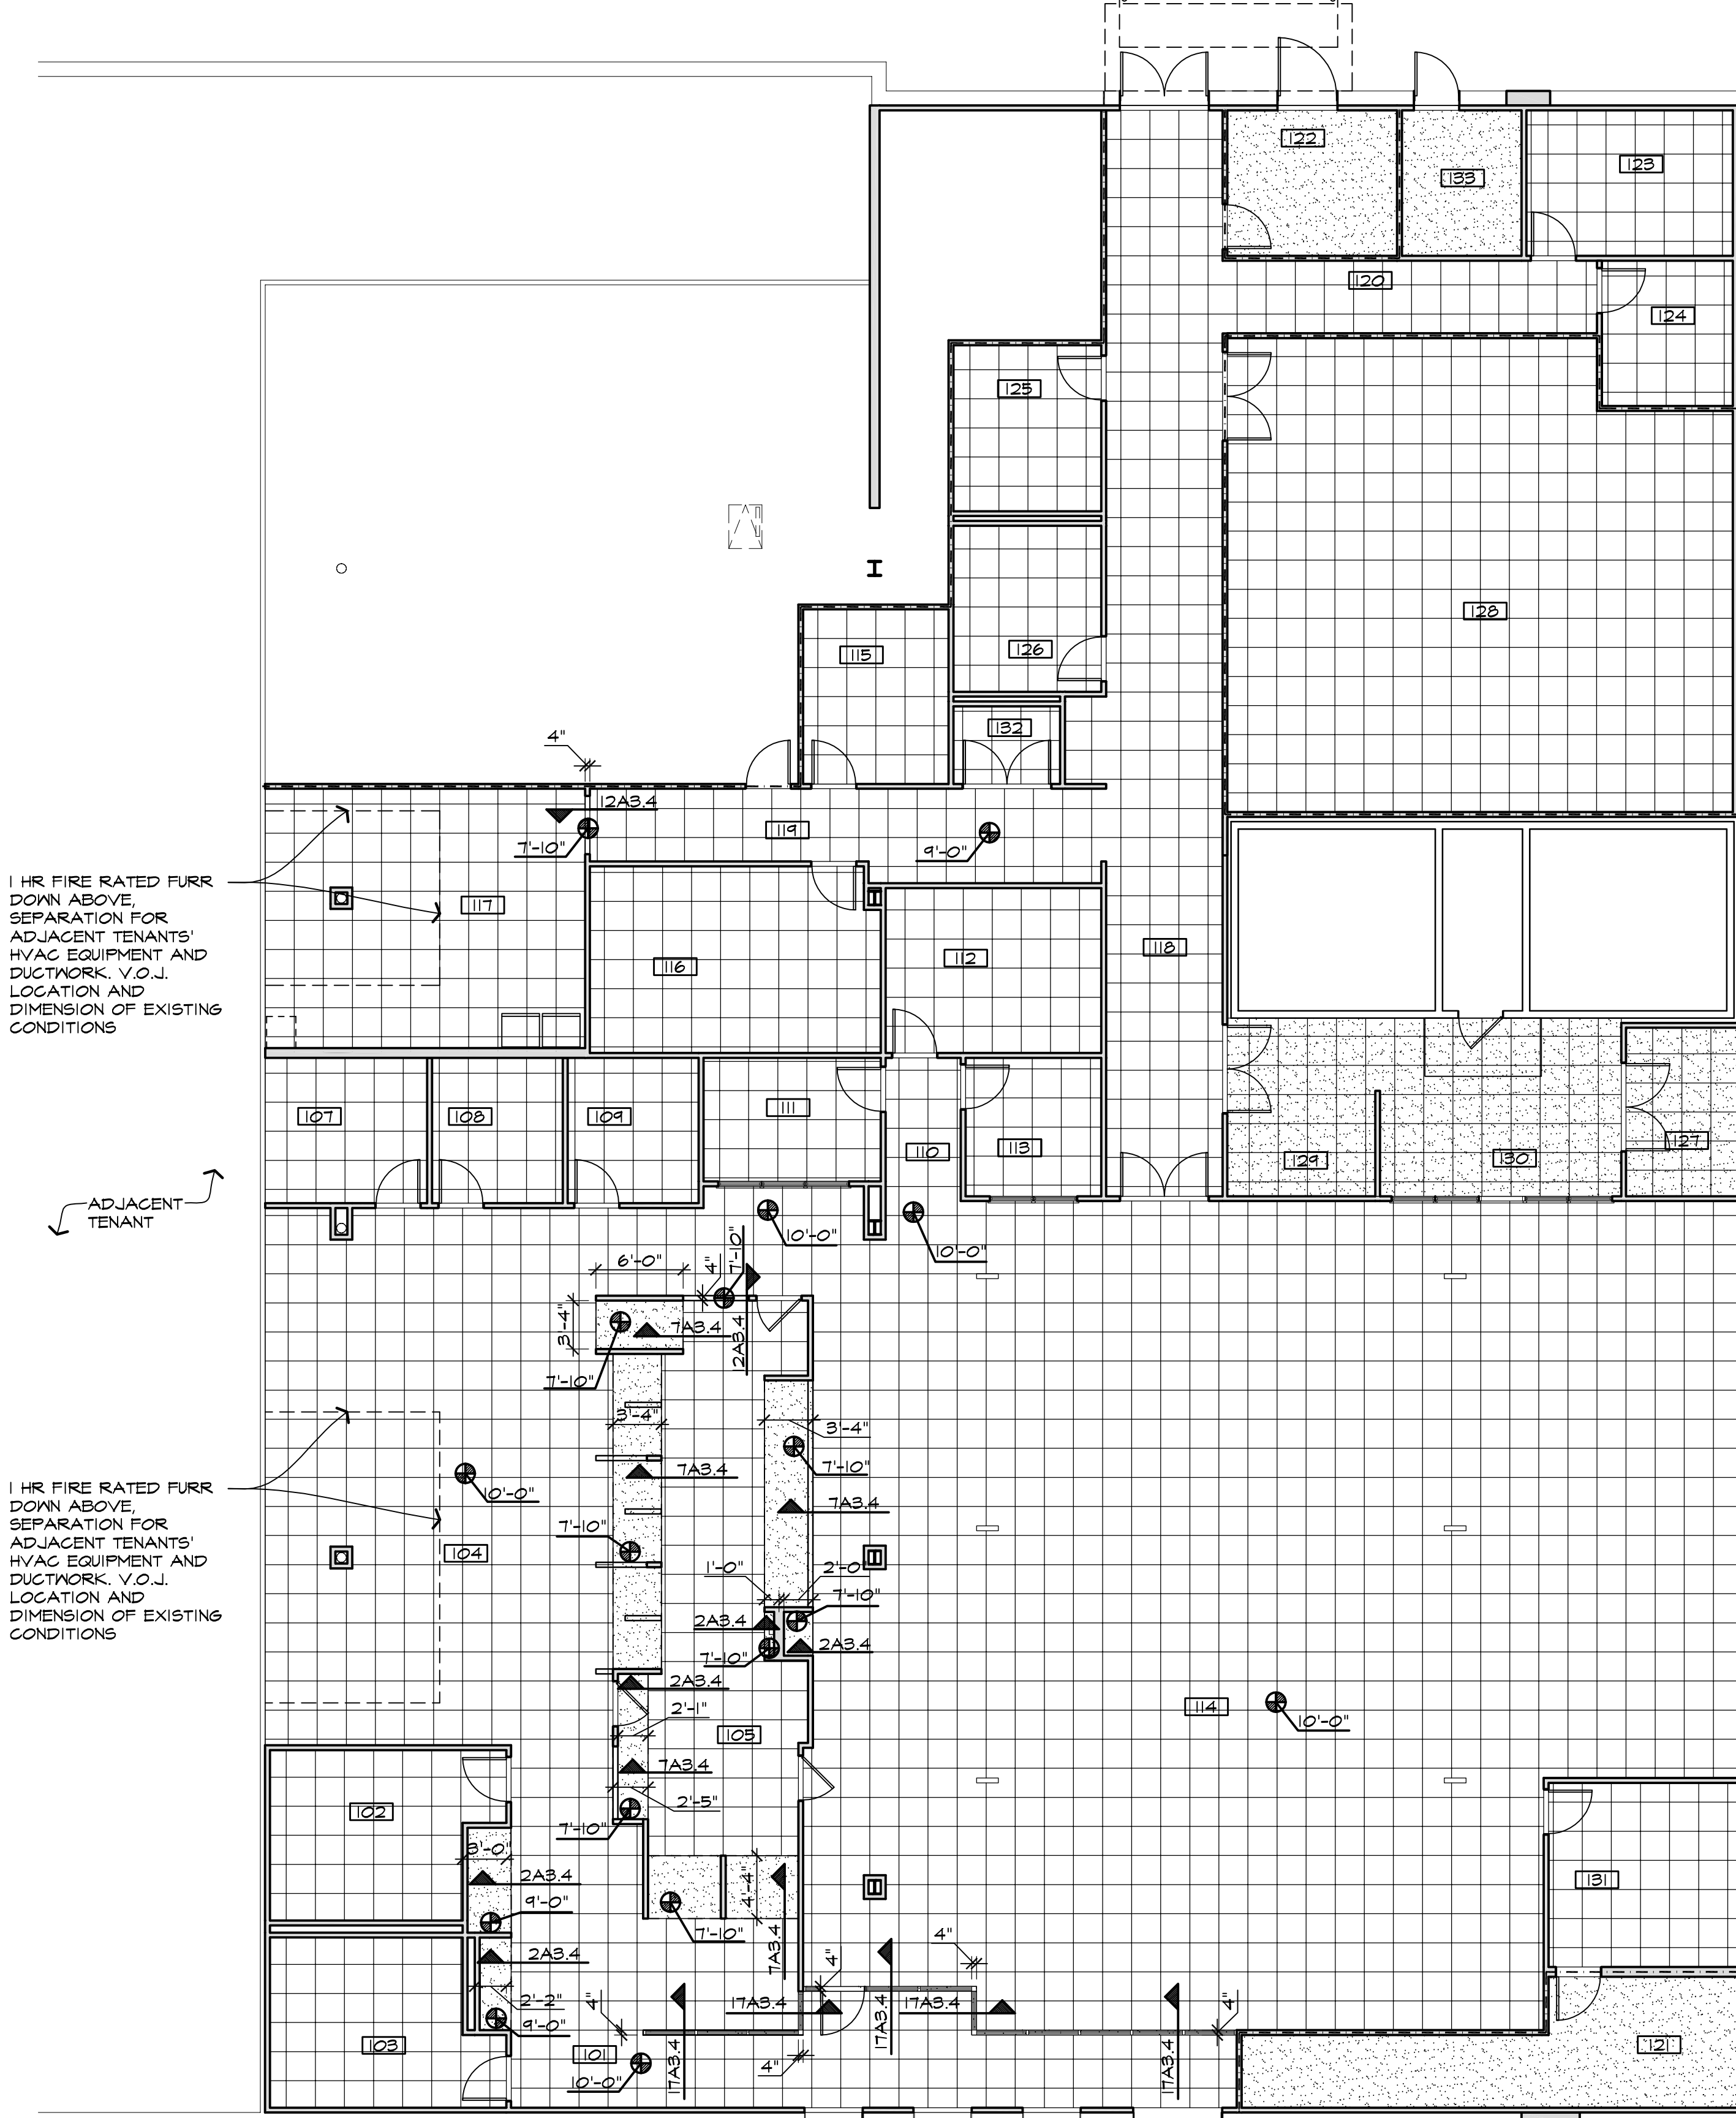 122
133
123
120
124
125
128
115
126
132
4"
12A3.4
119
7'-10"
9'-0"
1 HR FIRE RATED FURR
DOWN ABOVE,
SEPARATION FOR
ADJACENT TENANTS'
HVAC EQUIPMENT AND
DUCTWORK. V.O.J.
LOCATION AND
DIMENSION OF EXISTING
CONDITIONS
117
116
112
118
107
108
109
111
110
113
129
130
127
ADJACENT
TENANT
10'-0"
10'-0"
6'-0"
4"
7'-10"
3'-4"
7A3.4
12A3.4
7'-10"
3'-4"
3'-4"
7'-10"
7A3.4
10'-0"
7A3.4
7'-10"
1 HR FIRE RATED FURR
DOWN ABOVE,
SEPARATION FOR
ADJACENT TENANTS'
HVAC EQUIPMENT AND
DUCTWORK. V.O.J.
LOCATION AND
DIMENSION OF EXISTING
CONDITIONS
104
1'-0"
2'-0"
7'-10"
2A3.4
2A3.4
7'-10"
2A3.4
2'-1"
105
114
10'-0"
7A3.4
2'-5"
7'-10"
102
3'-0"
2A3.4
9'-0"
4'-4"
7'-10"
7A3.4
131
2A3.4
4"
4"
2'-2"
9'-0"
4"
17A3.4
17A3.4
17A3.4
4"
103
101
10'-0"
17A3.4
4"
17A3.4
121